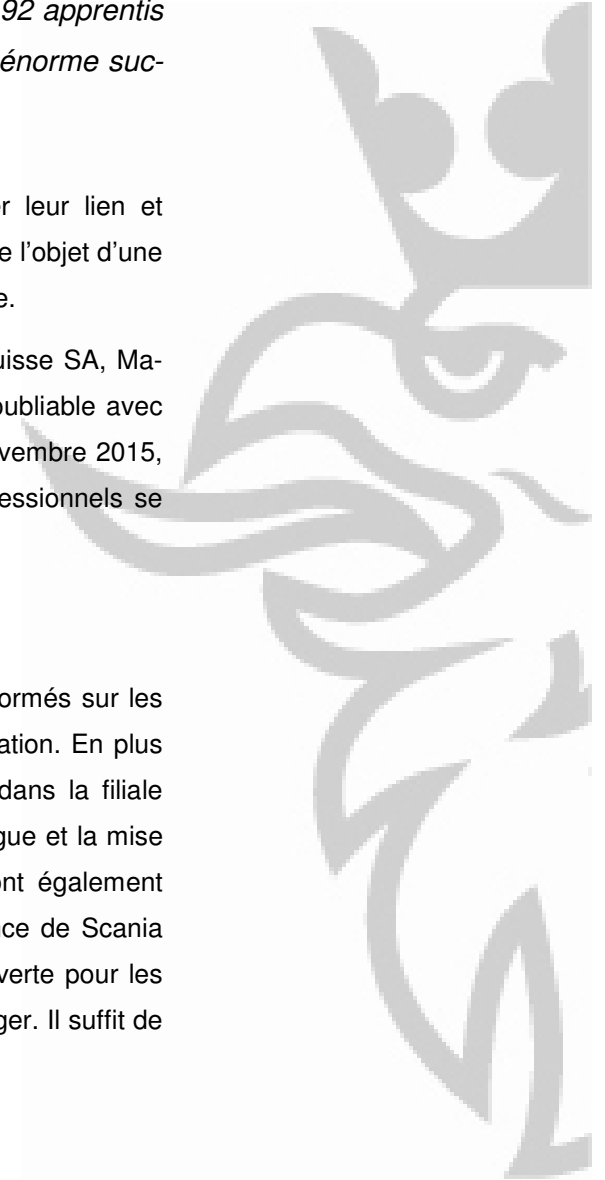 92 apprentis
énorme suc-
r leur lien et
e l'objet d'une
e.
uisse SA, Ma-
oubliable avec
vembre 2015,
essionnels se
ormés sur les
ation. En plus
dans la filiale
gue et la mise
ont également
nce de Scania
verte pour les
ger. Il suffit de